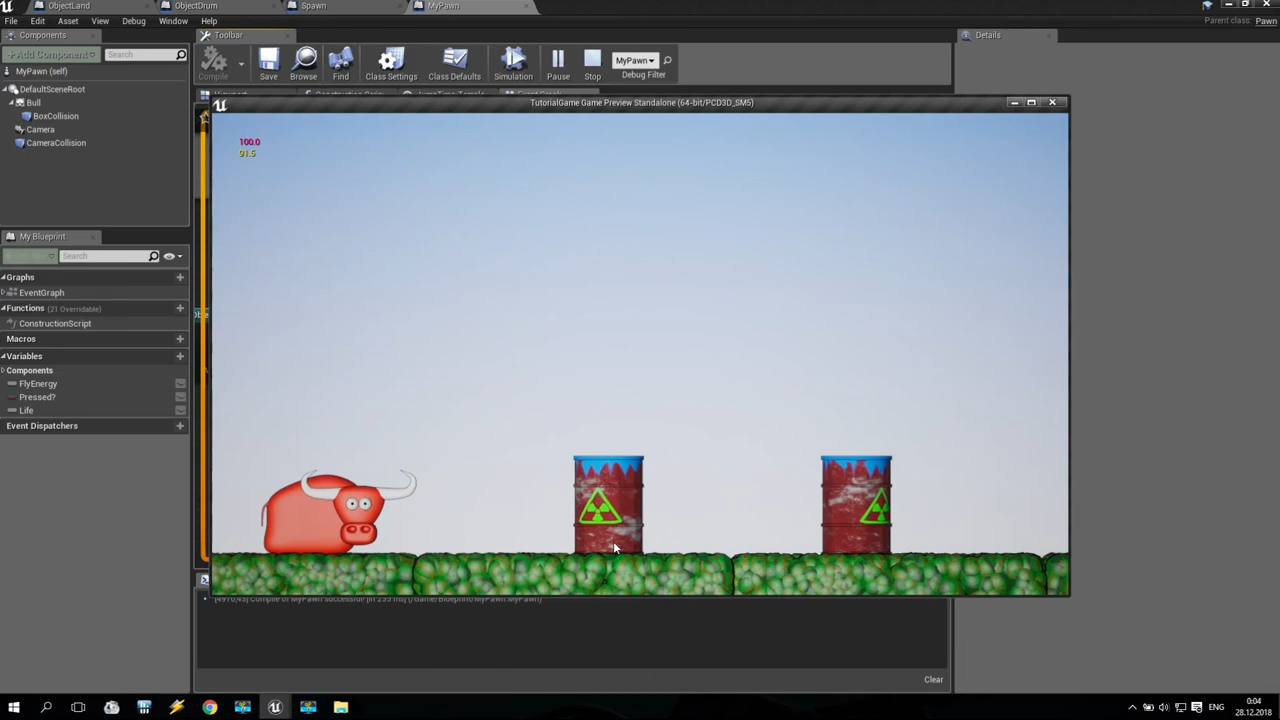 ObjectLand
ObjectDrum
Spawn
MyPawn
File Edit Asset View Debug Window Help
Parent class: Pawn
Components
Toolbar
Details
+Add Component
Search
Compile
Save
Browse
Find
Class Settings
Class Defaults
Simulation
Pause
Stop
MyPawn
Debug Filter
MyPawn (self)
DefaultSceneRoot
Bull
BoxCollision
Camera
CameraCollision
TutorialGame Game Preview Standalone (64-bit/PCD3D_SM5)
100.0
91.5
My Blueprint
Search
Graphs
EventGraph
Functions (21 Overridable)
ConstructionScript
Macros
Variables
Components
FlyEnergy
Pressed?
Life
Event Dispatchers
Clear
ENG
0:04
28.12.2018